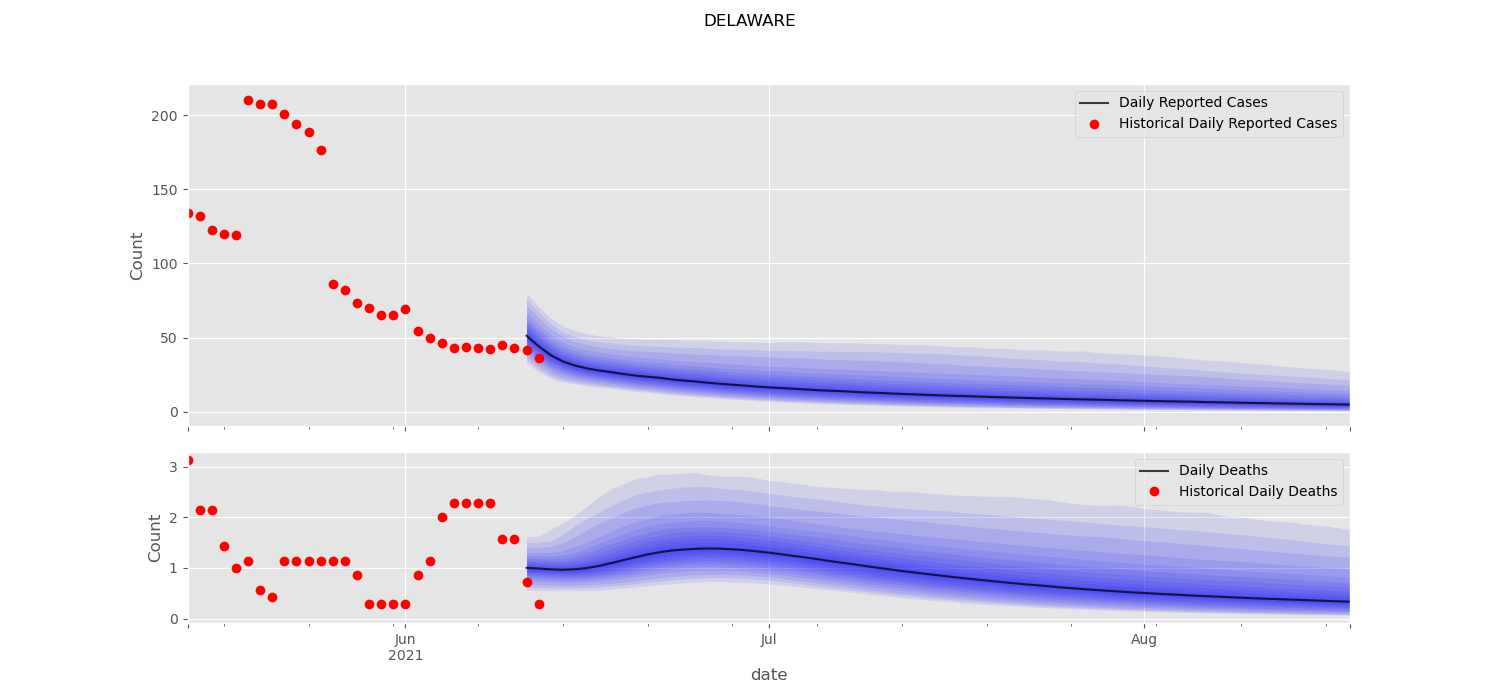 DELAWARE
200
150
100
50
0
Count
Daily Reported Cases
Historical Daily Reported Cases
3
2
1
0
Count
Daily Deaths
Historical Daily Deaths
Jun
2021
Jul
Aug
date